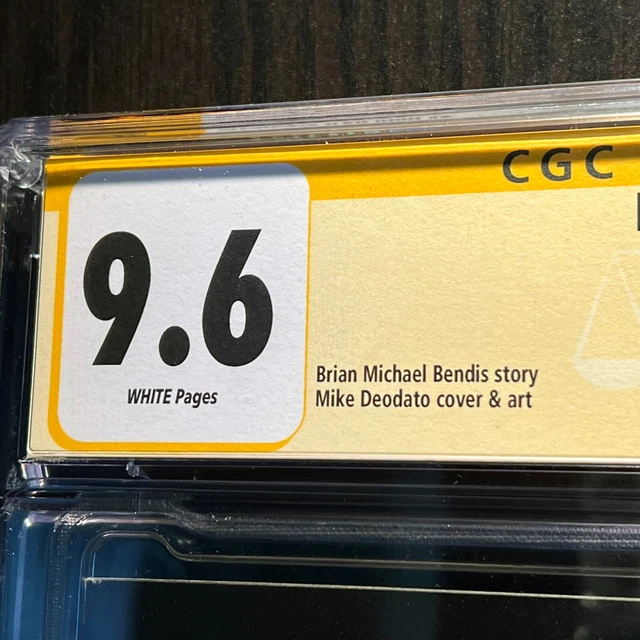 CGC
9.6
WHITE Pages
Brian Michael Bendis story
Mike Deodato cover & art